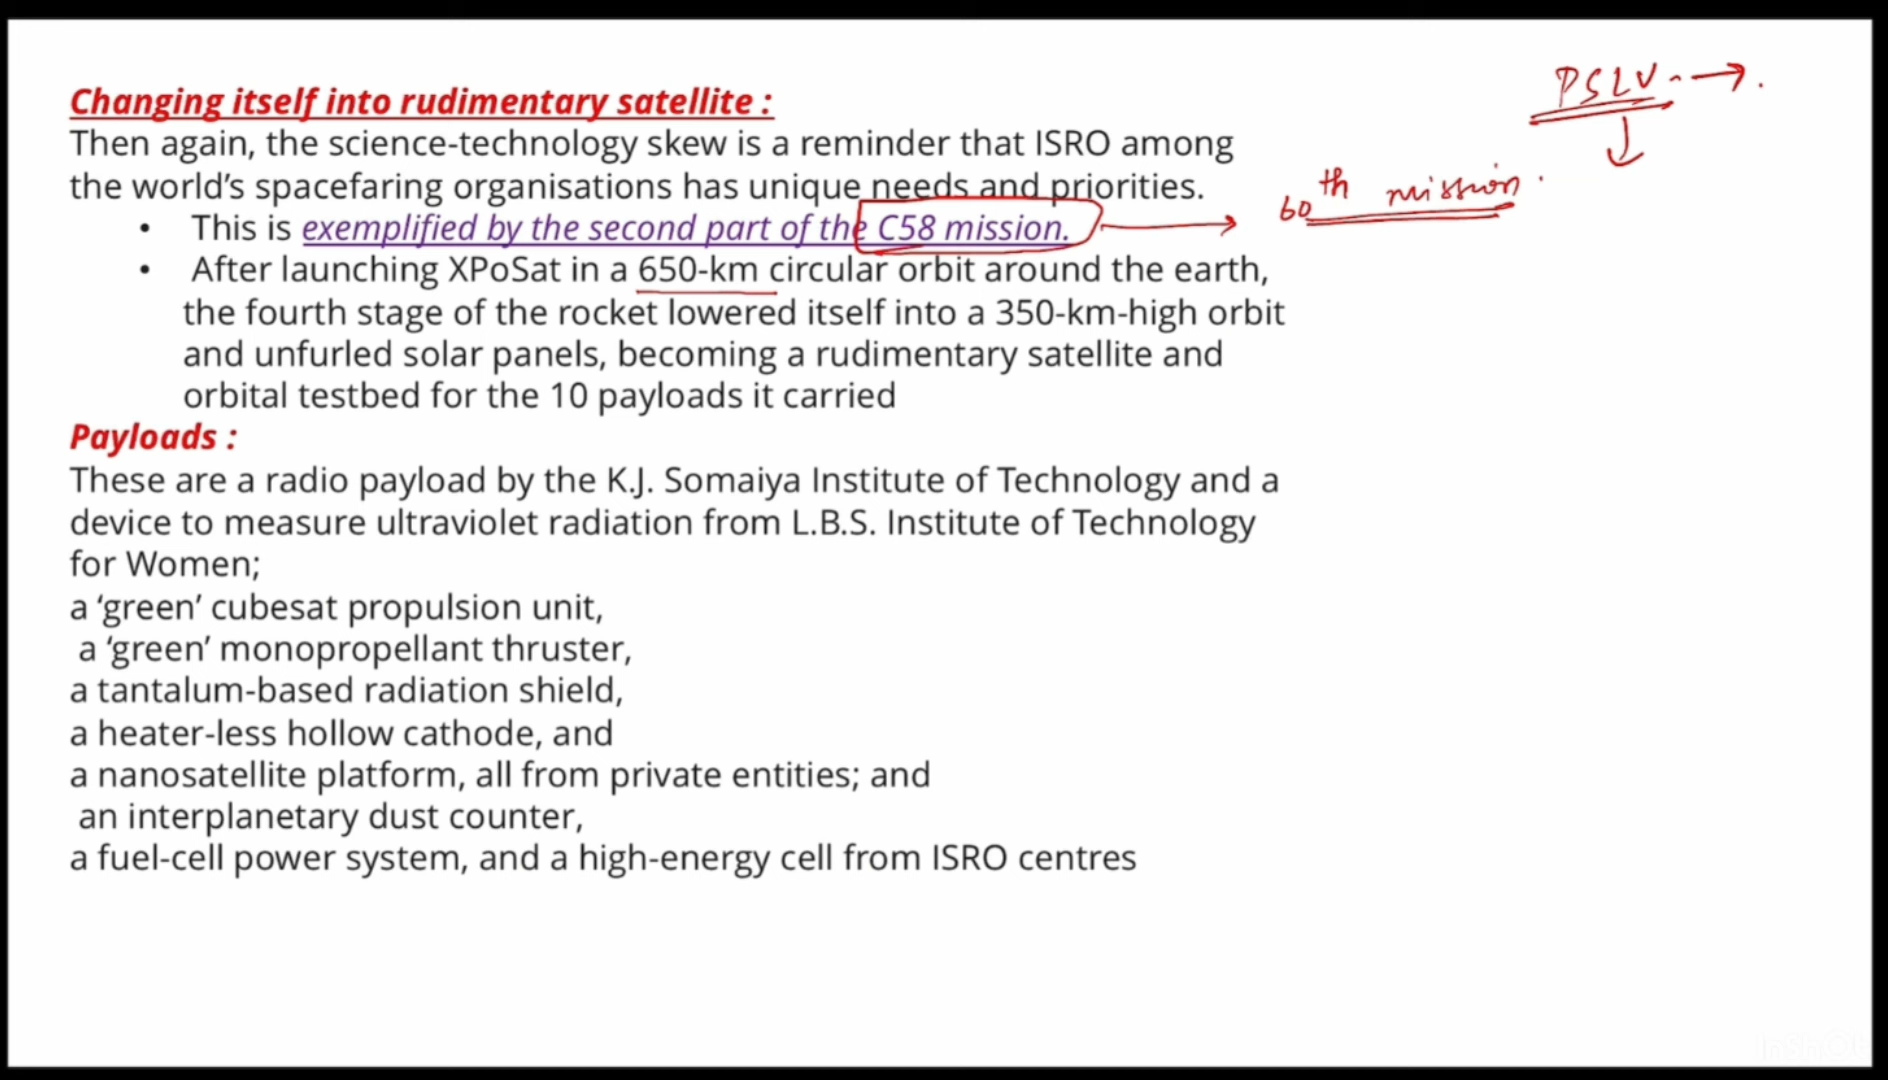 Changing itself into rudimentary satellite :
PSLV
Then again, the science-technology skew is a reminder that ISRO among
the world’s spacefaring organisations has unique needs and priorities.
60th mission.
• This is exemplified by the second part of the C58 mission.
• After launching XPoSat in a 650-km circular orbit around the earth,
the fourth stage of the rocket lowered itself into a 350-km-high orbit
and unfurled solar panels, becoming a rudimentary satellite and
orbital testbed for the 10 payloads it carried
Payloads :
These are a radio payload by the K.J. Somaiya Institute of Technology and a
device to measure ultraviolet radiation from L.B.S. Institute of Technology
for Women;
a ‘green’ cubesat propulsion unit,
a ‘green’ monopropellant thruster,
a tantalum-based radiation shield,
a heater-less hollow cathode, and
a nanosatellite platform, all from private entities; and
an interplanetary dust counter,
a fuel-cell power system, and a high-energy cell from ISRO centres